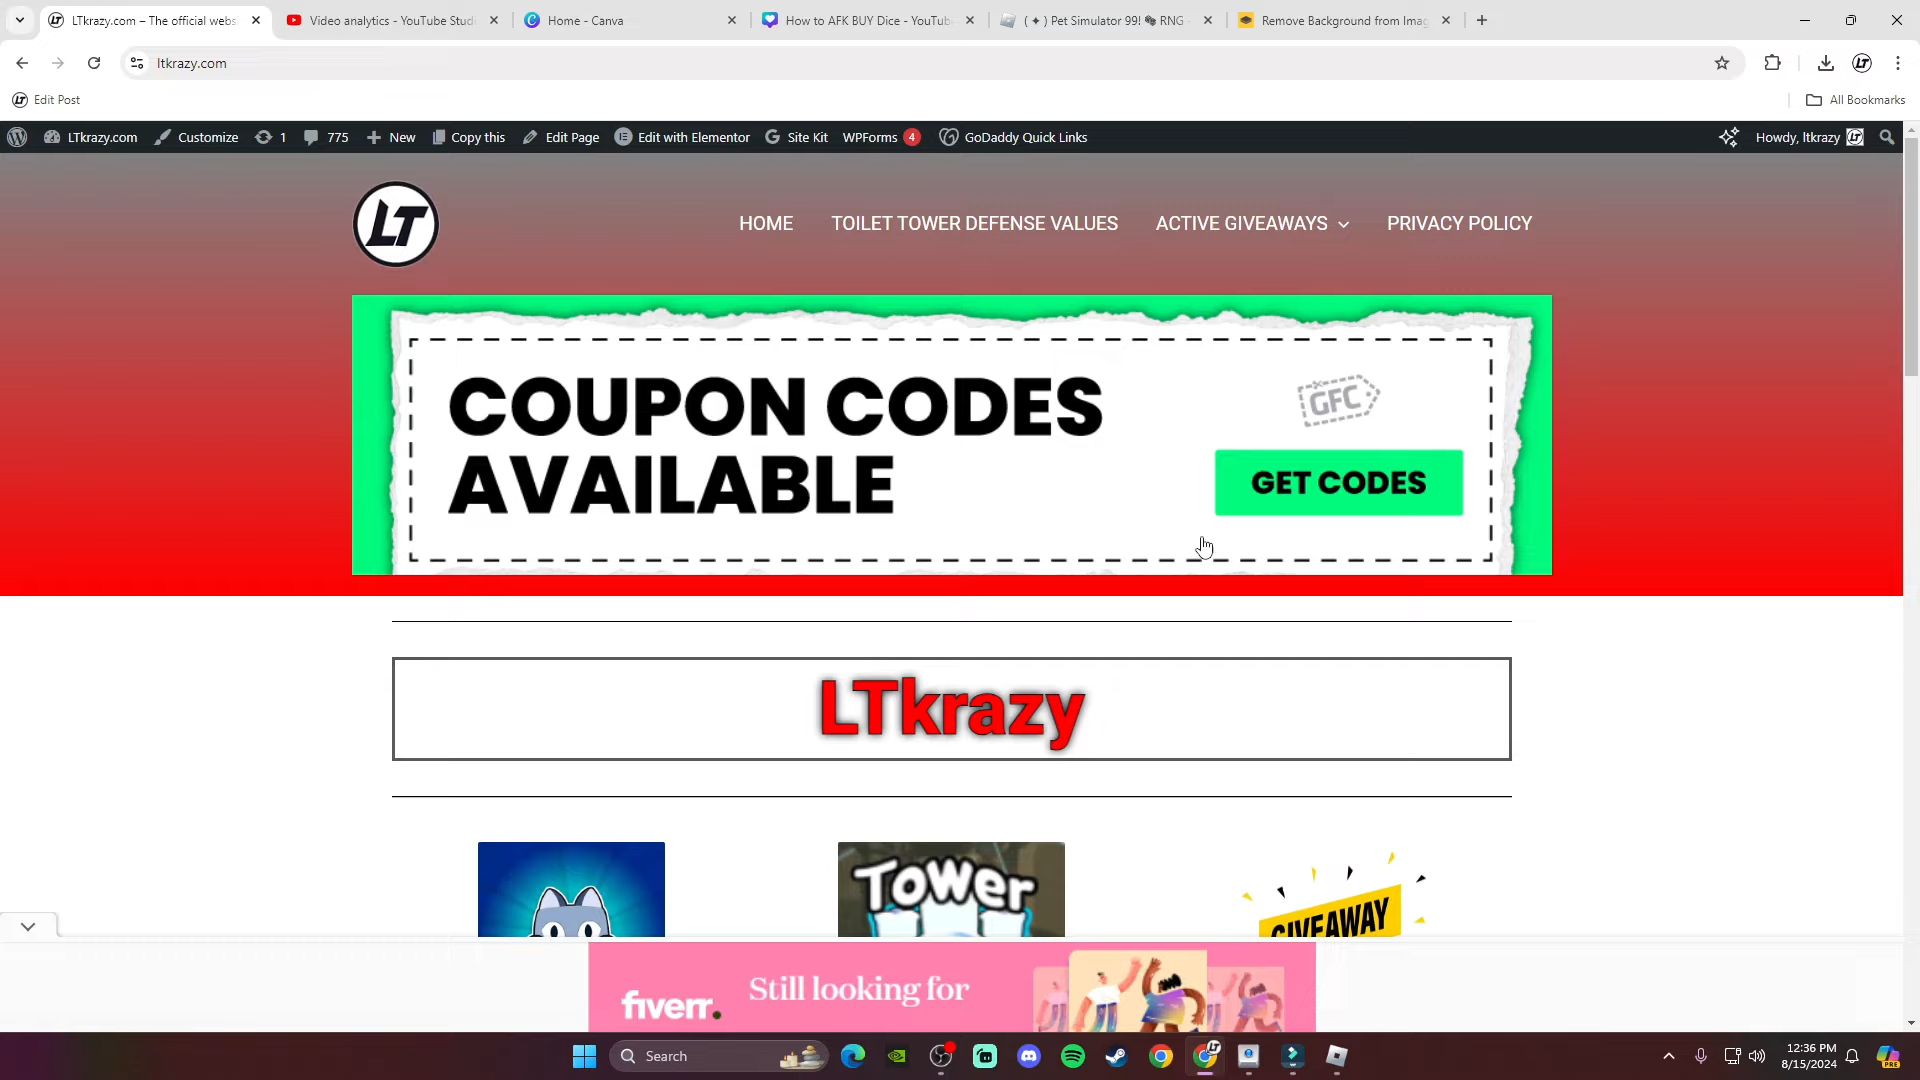 LTkrazy.com – The official webs
Video analytics - YouTube Stud
Home - Canva
How to AFK BUY Dice - YouTub
( ✦ ) Pet Simulator 99! 🎲 RNG -
Remove Background from Imag
ltkrazy.com
Edit Post
All Bookmarks
LTkrazy.com
Customize
1
775
New
Copy this
Edit Page
Edit with Elementor
Site Kit
WPForms 4
GoDaddy Quick Links
Howdy, ltkrazy
LT
HOME
TOILET TOWER DEFENSE VALUES
ACTIVE GIVEAWAYS
PRIVACY POLICY
COUPON CODES
AVAILABLE
GFC
GET CODES
LTkrazy
TOWER
GIVEAWAY
fiverr.
Still looking for
Search
12:36 PM
8/15/2024
PRE